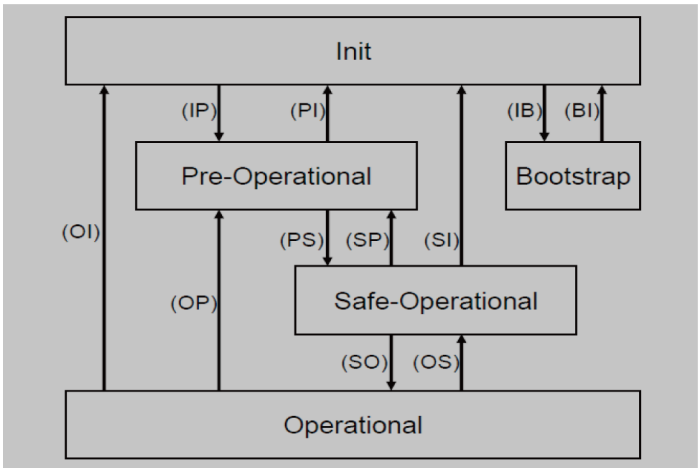 Init
(IP)
(PI)
(IB)
(BI)
Pre-Operational
Bootstrap
(OI)
(PS)
(SP)
(SI)
(OP)
Safe-Operational
(SO)
(OS)
Operational